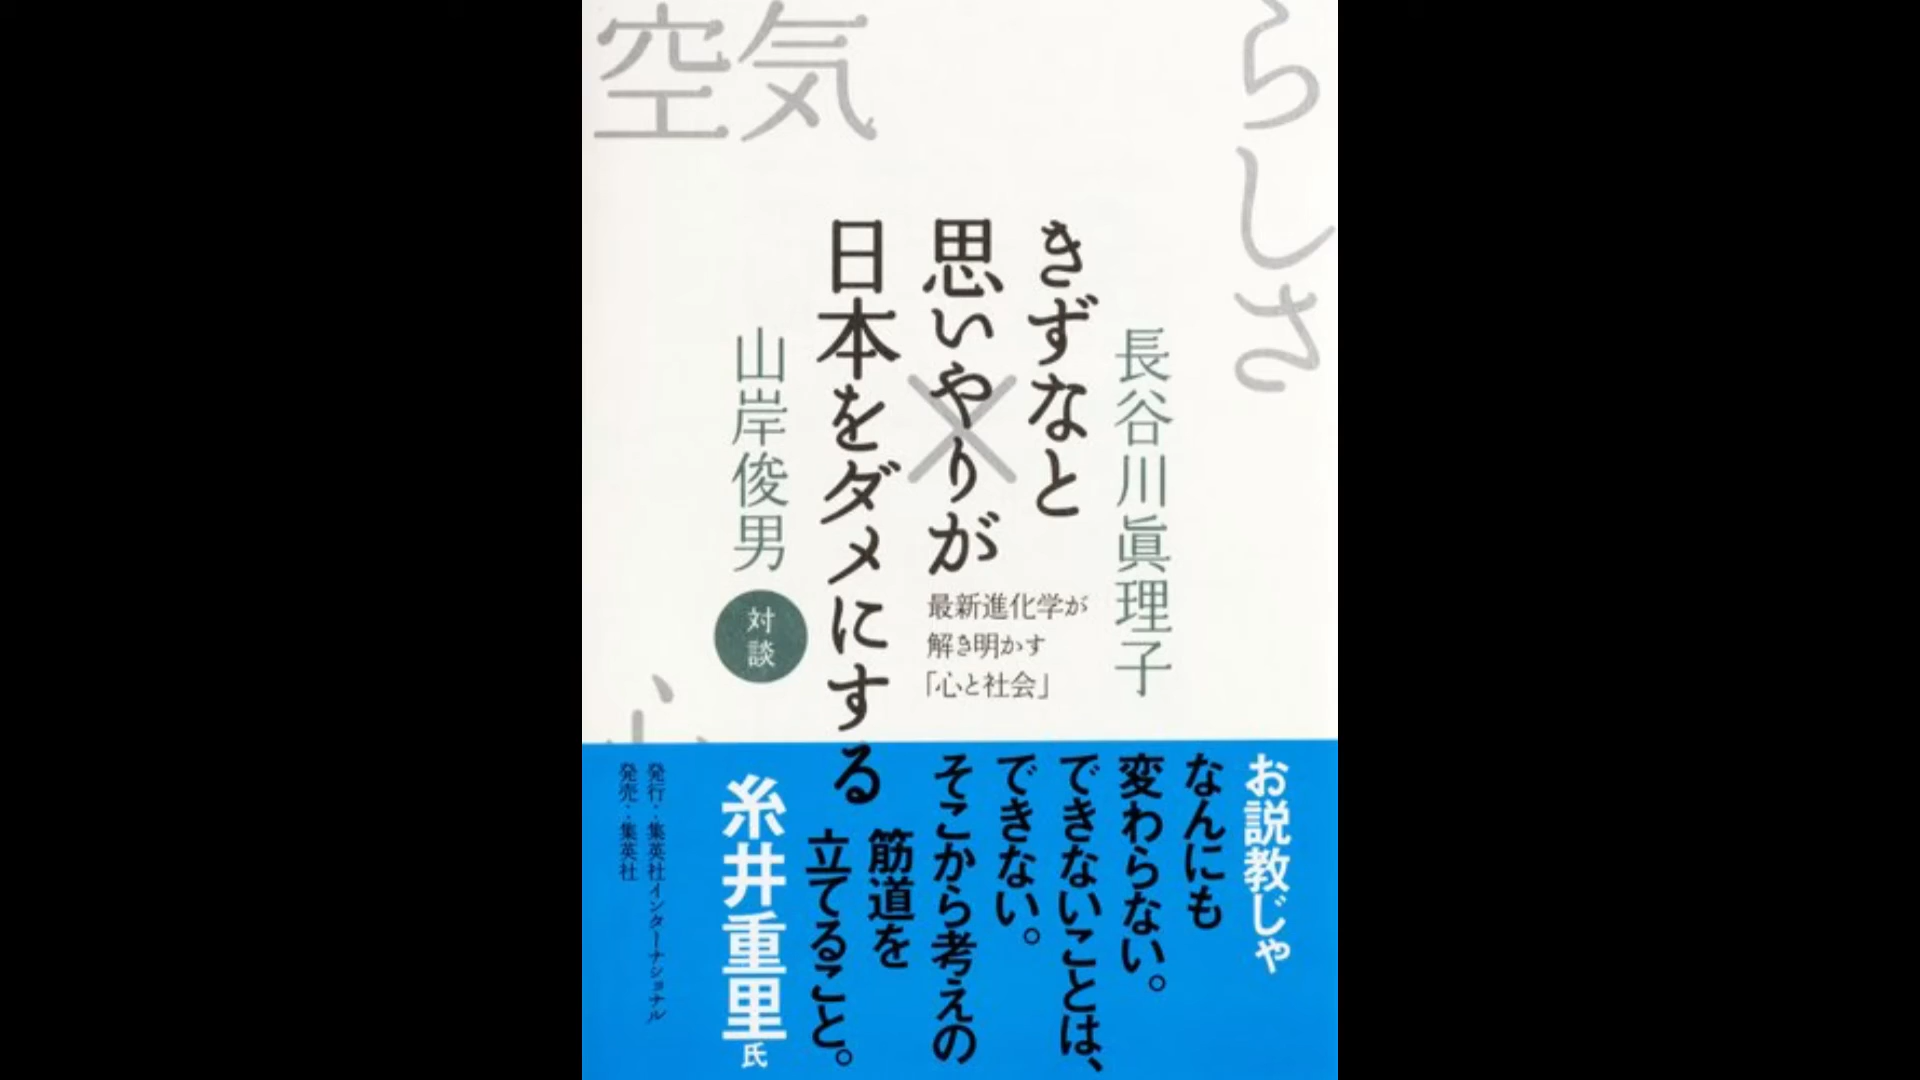 空気
らしさ
長谷川眞理子
きずなと
思いやりが
日本をダメにする
×
山岸俊男
対談
最新進化学が
解き明かす
「心と社会」
心
お説教じゃ
なんにも
変わらない。
できないことは、
できない。
そこから考えの
筋道を
立てること。
糸井重里氏
発行:集英社インターナショナル
発売:集英社